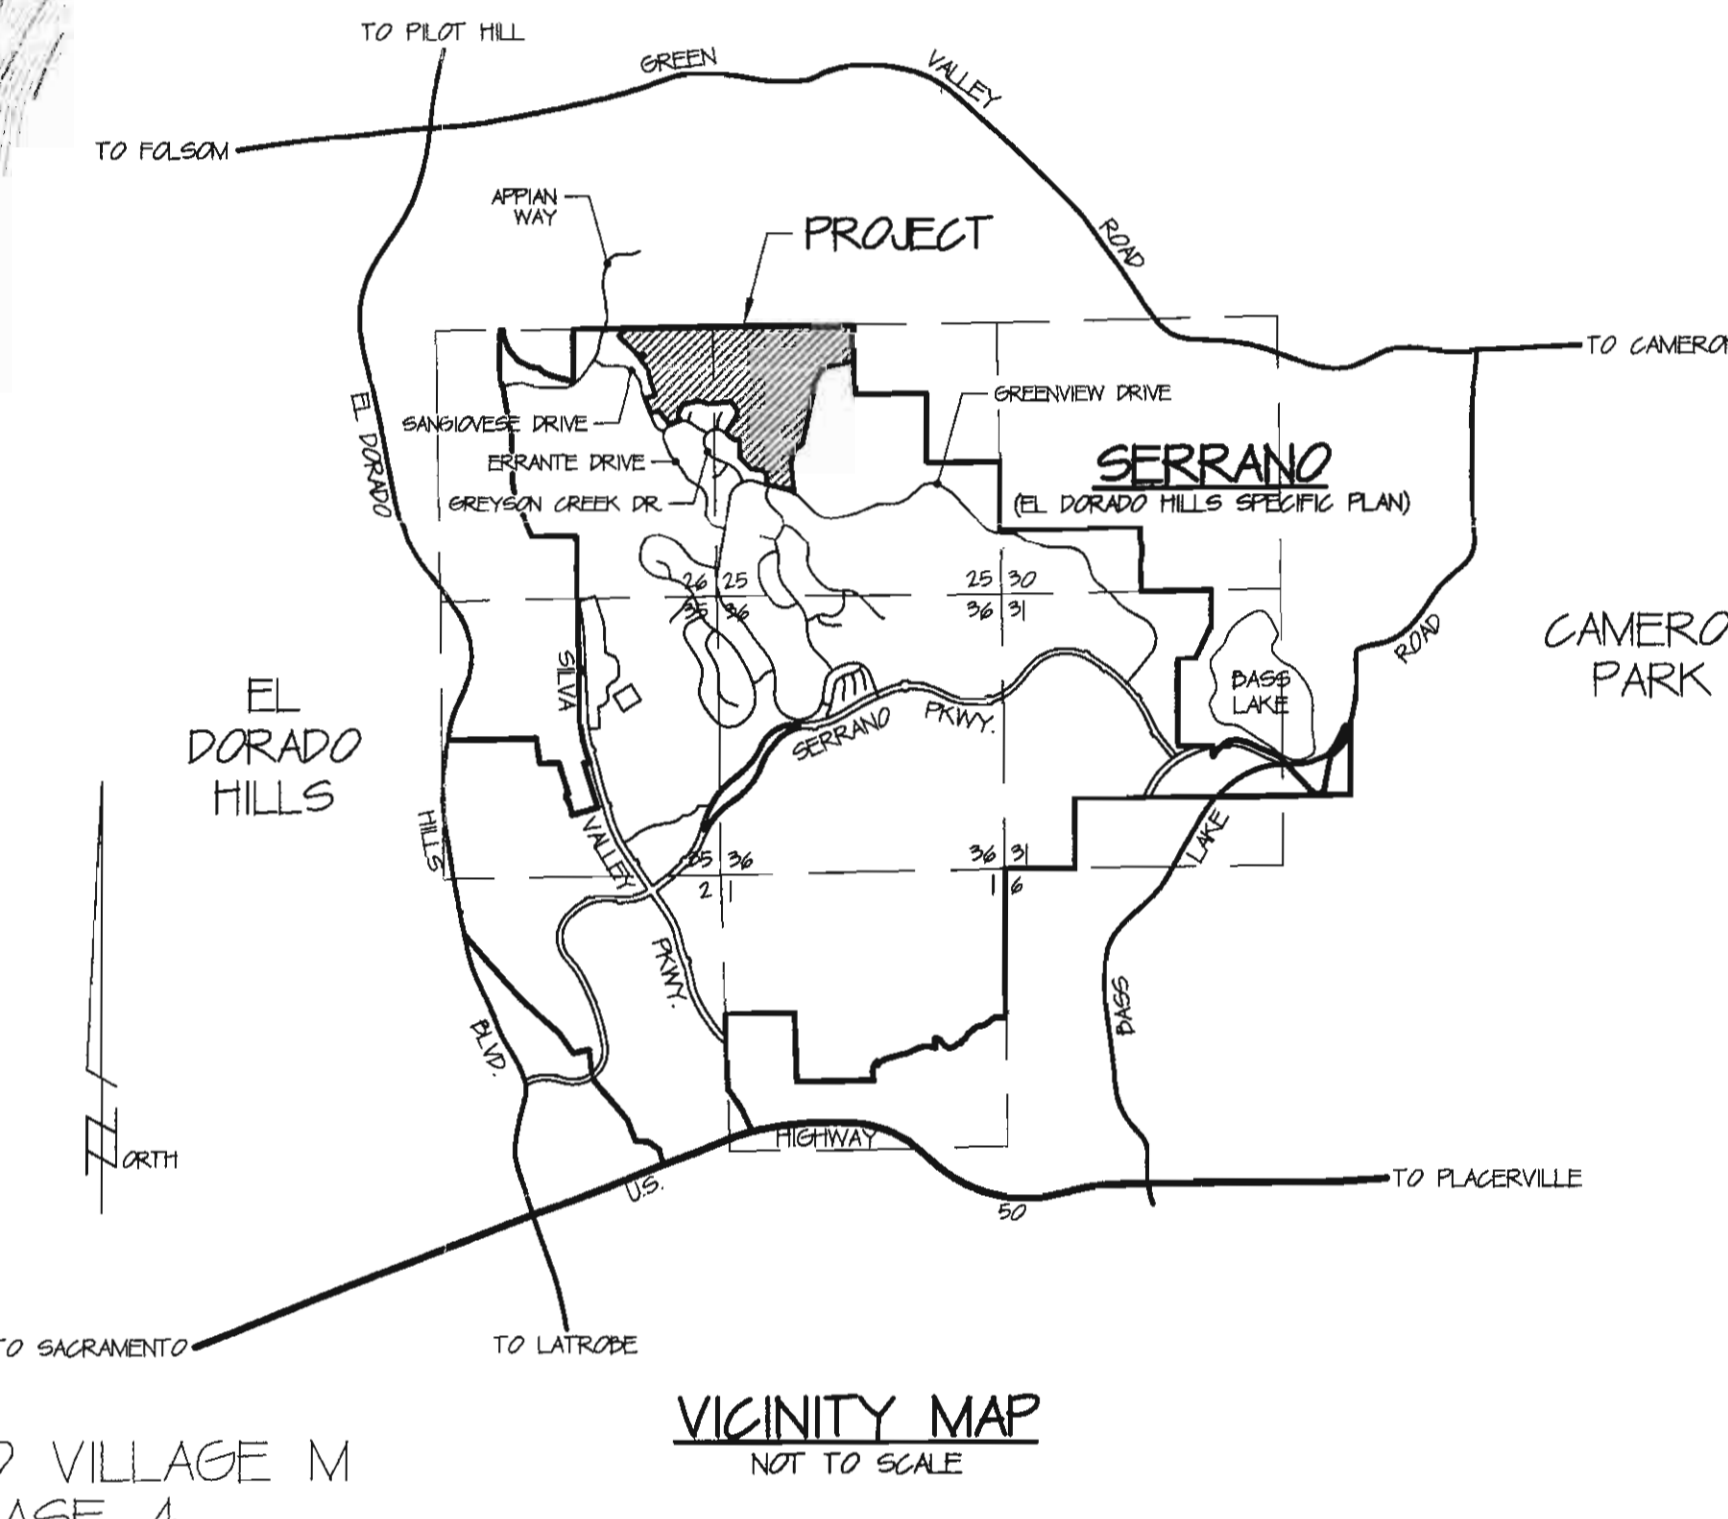 TO PILOT HILL
GREEN
VALLEY
TO FOLSOM
APPIAN
WAY
PROJECT
ROAD
TO CAMERO
GREENVIEW DRIVE
EL DORADO
SANGIOVESE DRIVE
SERRANO
ERRANTE DRIVE
GREYSON CREEK DR.
(EL DORADO HILLS SPECIFIC PLAN)
26 25
35 36
25 30
36 31
CAMERO
PARK
ROAD
SILVA
BASS
LAKE
EL
DORADO
HILLS
SERRANO
PKWY.
HILLS
VALLEY
LAKE
35 36
2 1
36 31
1 6
PKWY.
BASS
BLVD.
NORTH
HIGHWAY
U.S.
50
TO PLACERVILLE
TO SACRAMENTO
TO LATROBE
VICINITY MAP
NOT TO SCALE
VILLAGE M